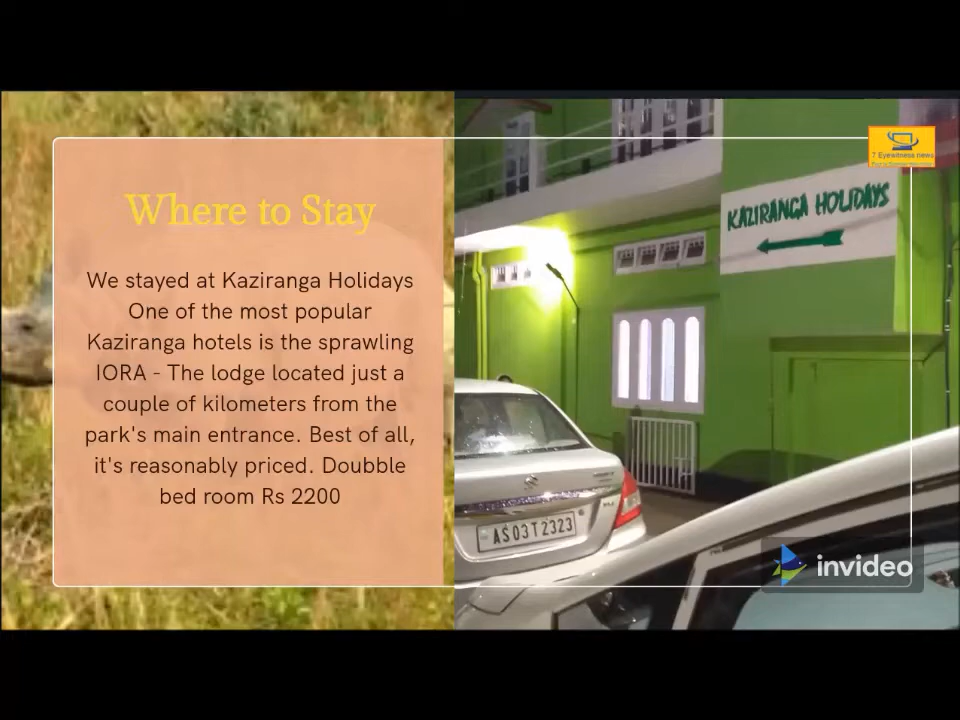 Where to Stay
We stayed at Kaziranga Holidays
One of the most popular
Kaziranga hotels is the sprawling
IORA - The lodge located just a
couple of kilometers from the
park's main entrance. Best of all,
it's reasonably priced. Doubble
bed room Rs 2200
7 Eyewitness news
KAZIRANGA HOLIDAYS
AS03T2323
invideo